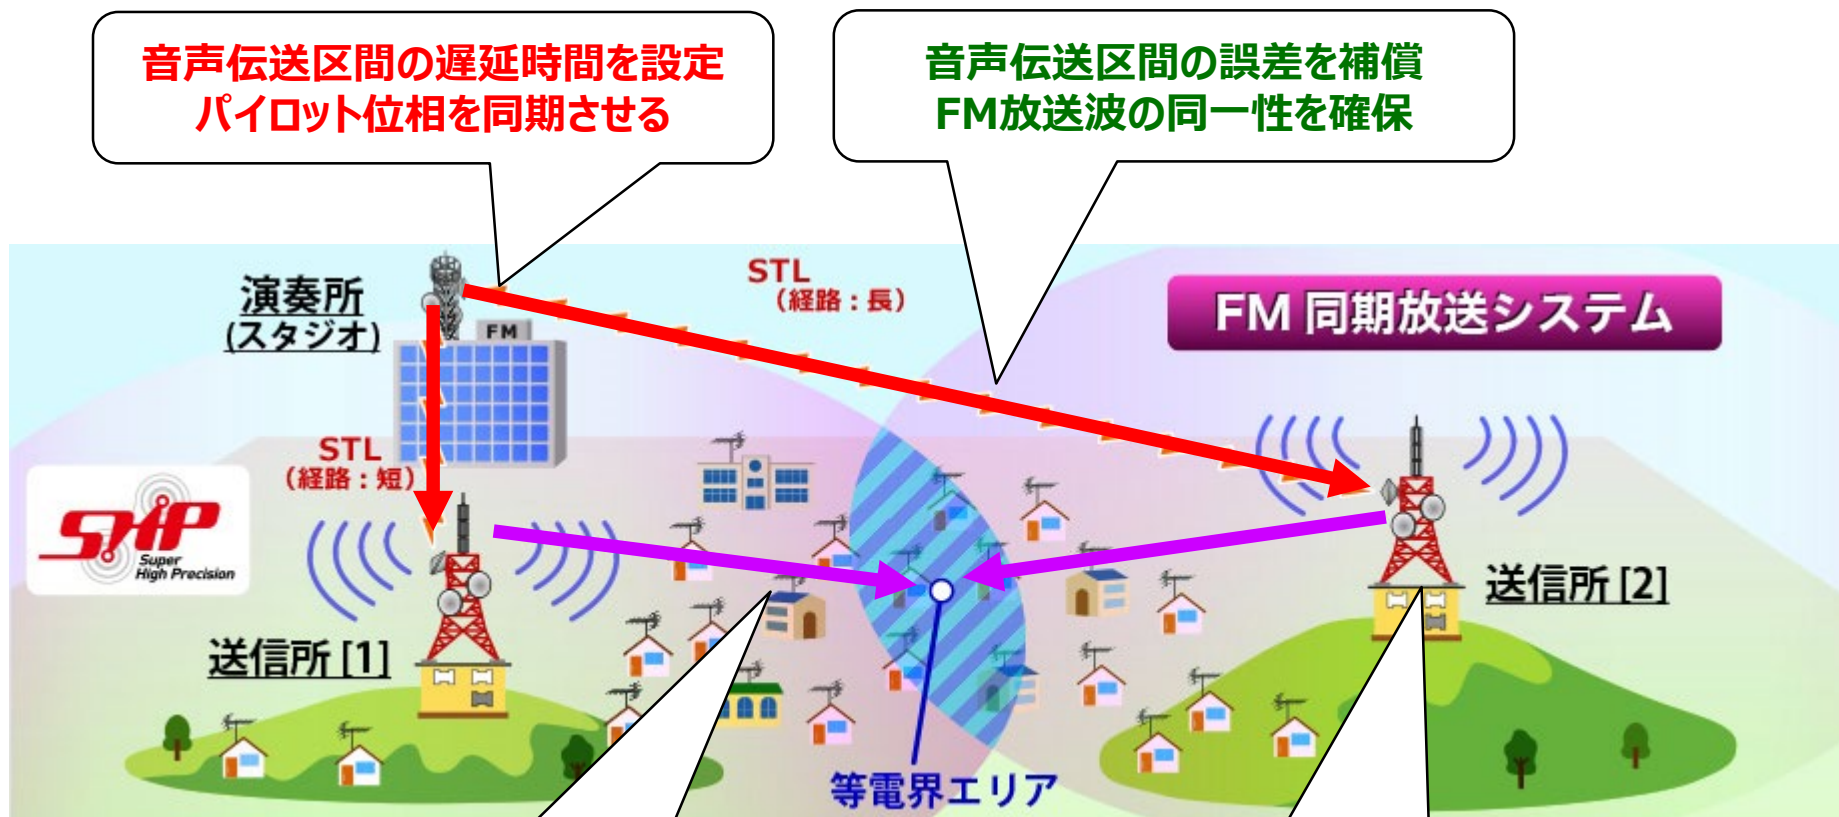 音声伝送区間の遅延時間を設定
パイロット位相を同期させる
音声伝送区間の誤差を補償
FM放送波の同一性を確保
演奏所
(スタジオ)
FM
STL
（経路：長）
FM 同期放送システム
STL
（経路：短）
SHP
Super
High Precision
送信所 [1]
送信所 [2]
等電界エリア